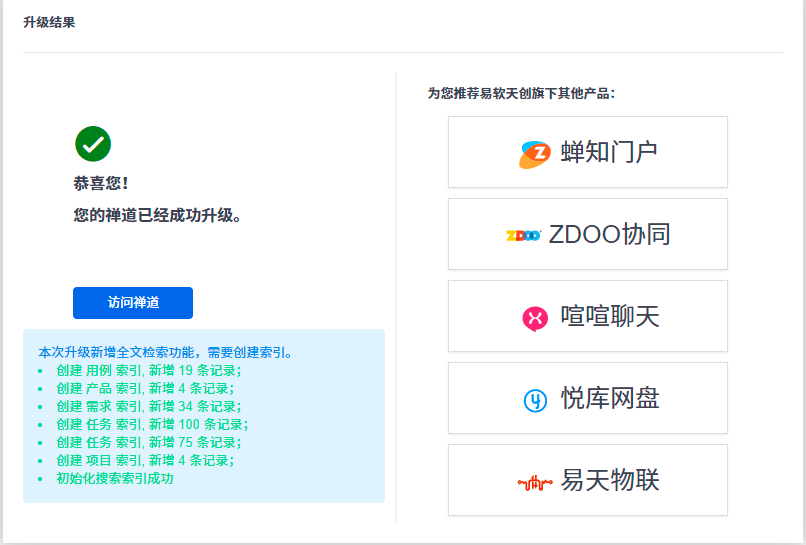 升级结果
恭喜您！
您的禅道已经成功升级。
访问禅道
本次升级新增全文检索功能，需要创建索引。
创建 用例 索引, 新增 19 条记录；
创建 产品 索引, 新增 4 条记录；
创建 需求 索引, 新增 34 条记录；
创建 任务 索引, 新增 100 条记录；
创建 任务 索引, 新增 75 条记录；
创建 项目 索引, 新增 4 条记录；
初始化搜索索引成功
为您推荐易软天创旗下其他产品：
蝉知门户
ZDOO ZDOO协同
喧喧聊天
悦库网盘
易天物联